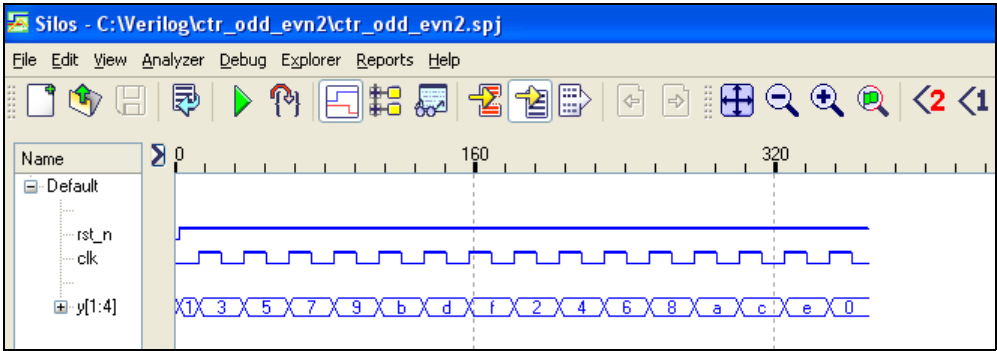 Silos - C:\Verilog\ctr_odd_evn2\ctr_odd_evn2.spj
File Edit View Analyzer Debug Explorer Reports Help
2 1
Name 0 160 320
Default
rst_n
clk
y[1:4] 1 3 5 7 9 b d f 2 4 6 8 a c e 0